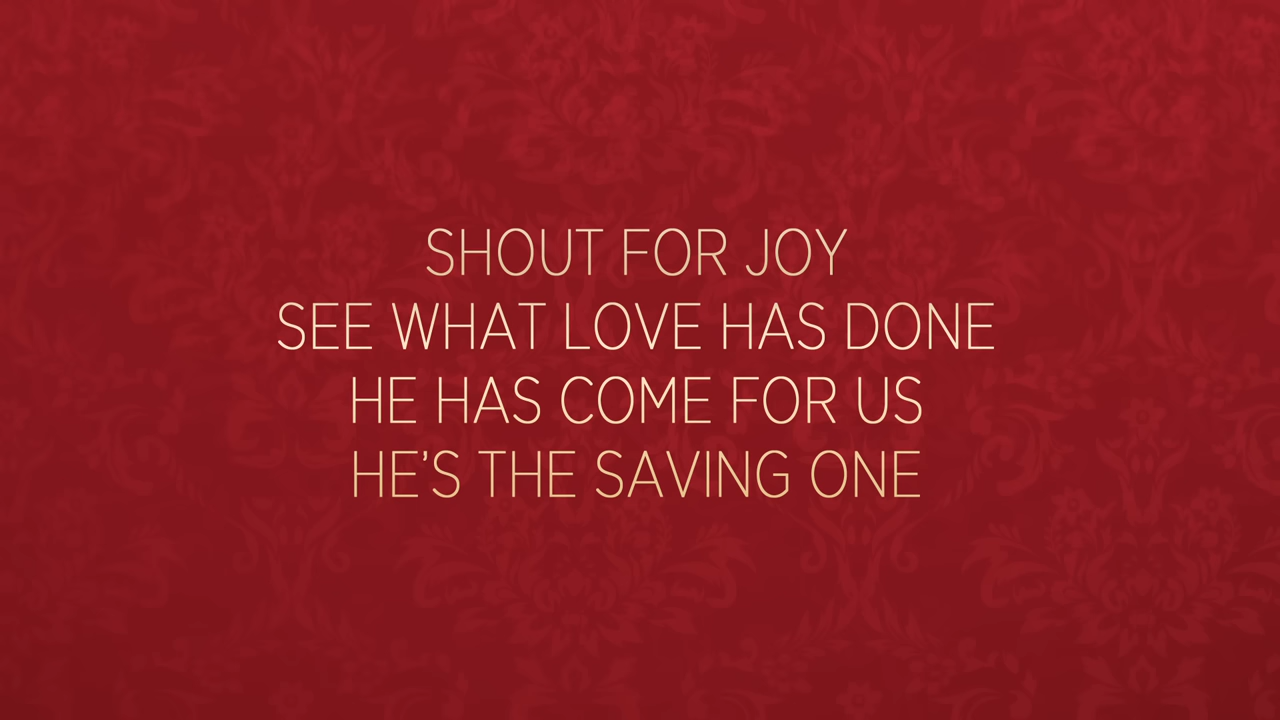 SHOUT FOR JOY
SEE WHAT LOVE HAS DONE
HE HAS COME FOR US
HE’S THE SAVING ONE